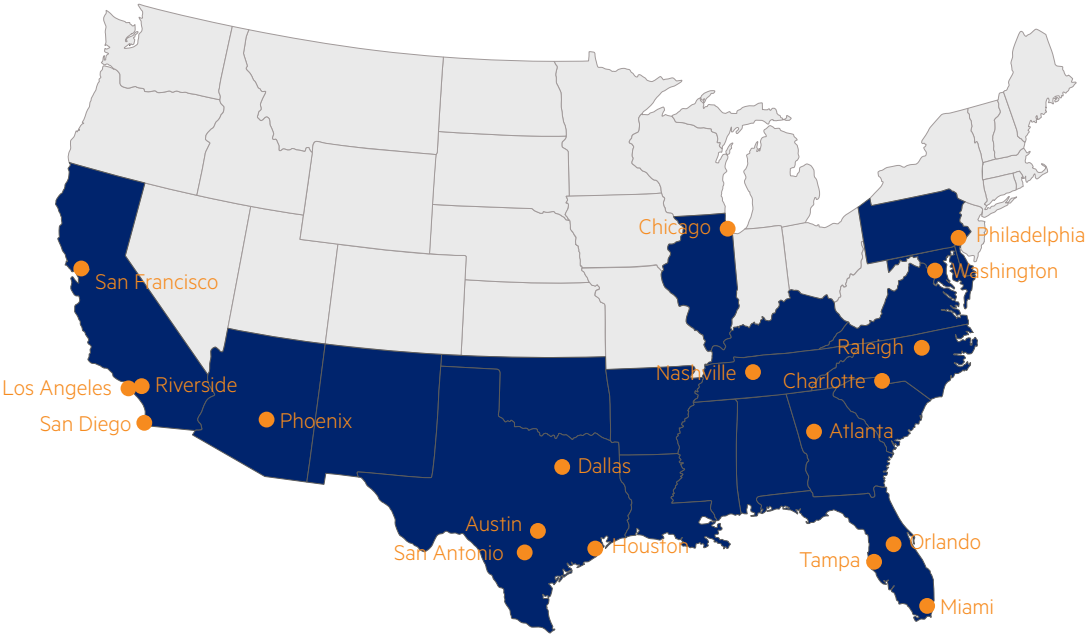 Chicago
Philadelphia
Washington
San Francisco
Raleigh
Nashville
Charlotte
Los Angeles
Riverside
San Diego
Phoenix
Atlanta
Dallas
Austin
San Antonio
Houston
Orlando
Tampa
Miami